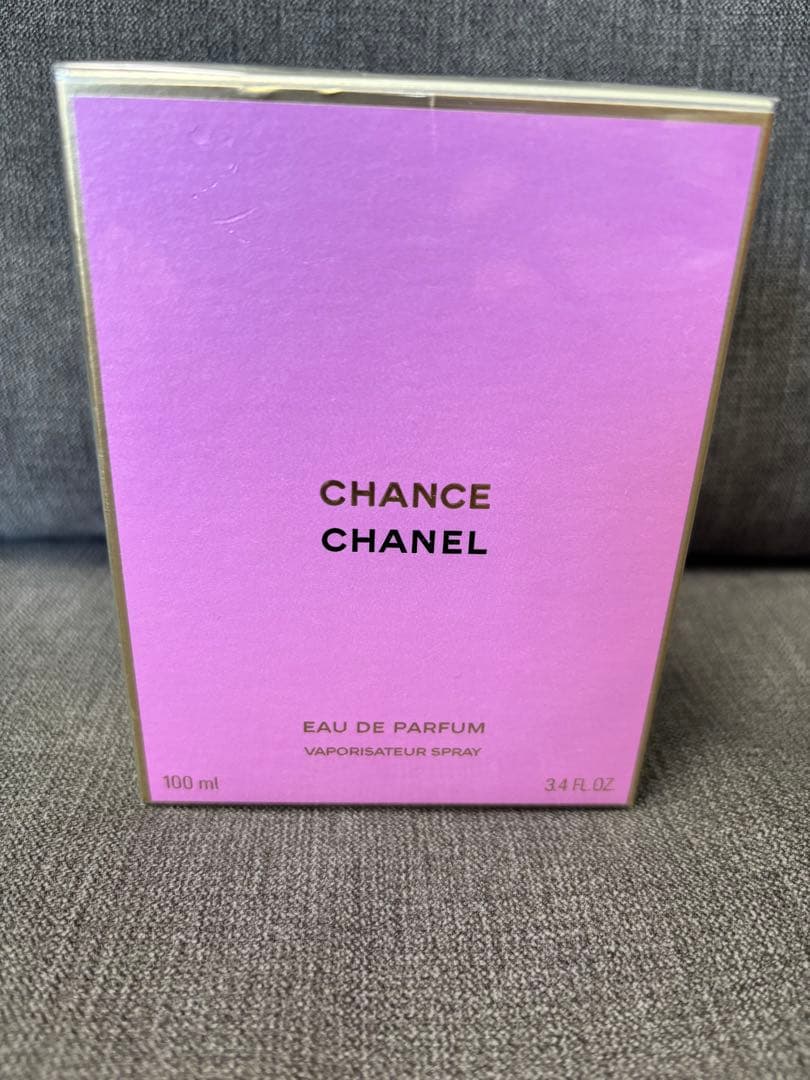 CHANCE
CHANEL
EAU DE PARFUM
VAPORISATEUR SPRAY
100 ml
3.4 FL.OZ